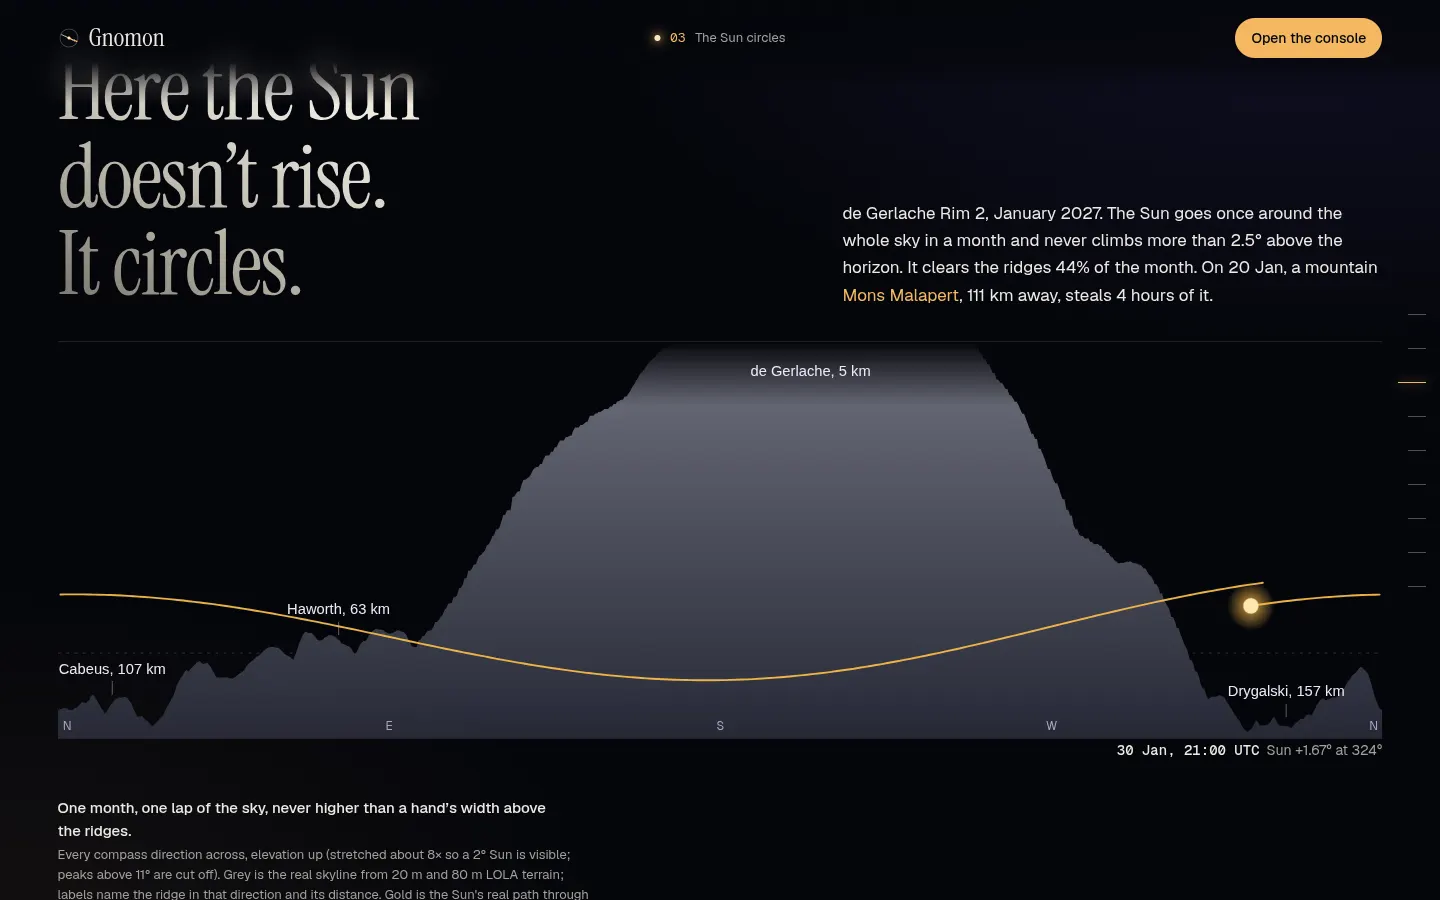 Gnomon
03 The Sun circles
Open the console
Here the Sun
doesn’t rise.
It circles.
de Gerlache Rim 2, January 2027. The Sun goes once around the
whole sky in a month and never climbs more than 2.5° above the
horizon. It clears the ridges 44% of the month. On 20 Jan, a mountain
Mons Malapert, 111 km away, steals 4 hours of it.
de Gerlache, 5 km
Haworth, 63 km
Cabeus, 107 km
Drygalski, 157 km
N E S W N
30 Jan, 21:00 UTC Sun +1.67° at 324°
One month, one lap of the sky, never higher than a hand’s width above
the ridges.
Every compass direction across, elevation up (stretched about 8× so a 2° Sun is visible;
peaks above 11° are cut off). Grey is the real skyline from 20 m and 80 m LOLA terrain;
labels name the ridge in that direction and its distance. Gold is the Sun's real path through